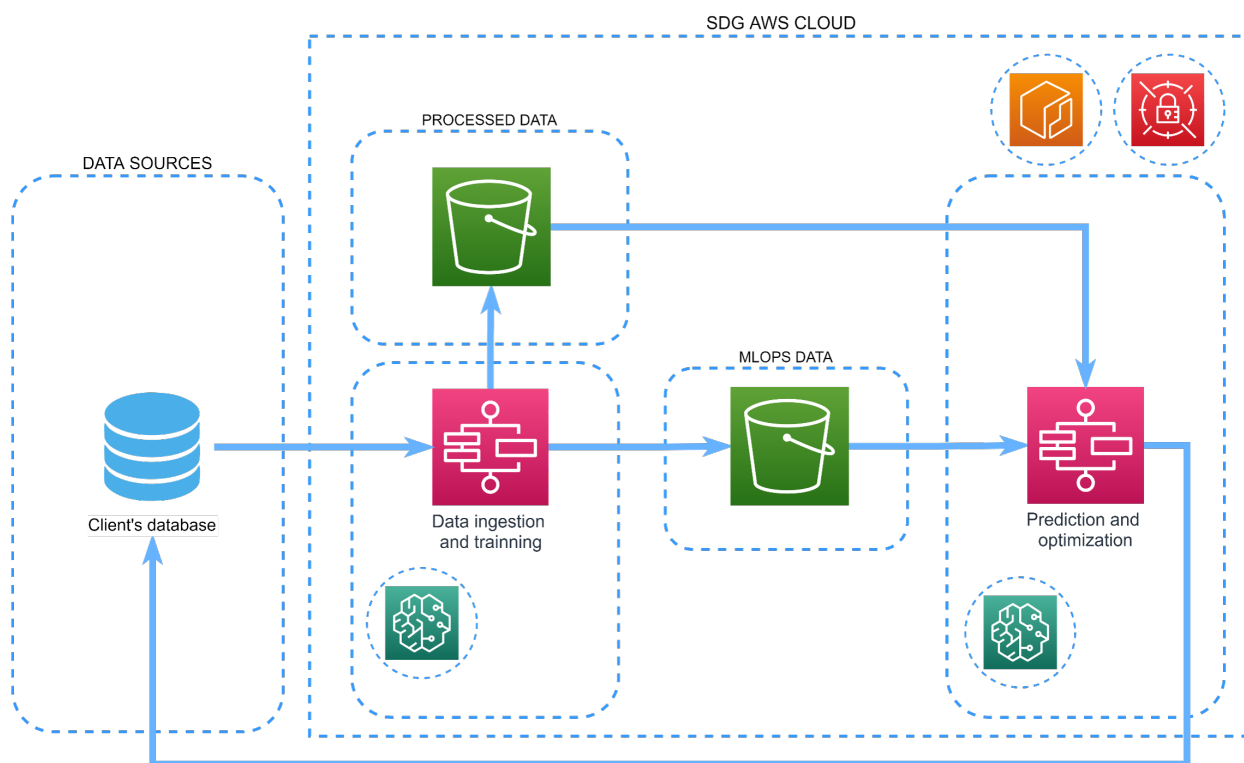 SDG AWS CLOUD
PROCESSED DATA
DATA SOURCES
MLOPS DATA
Client's database
Data ingestion
and trainning
Prediction and
optimization